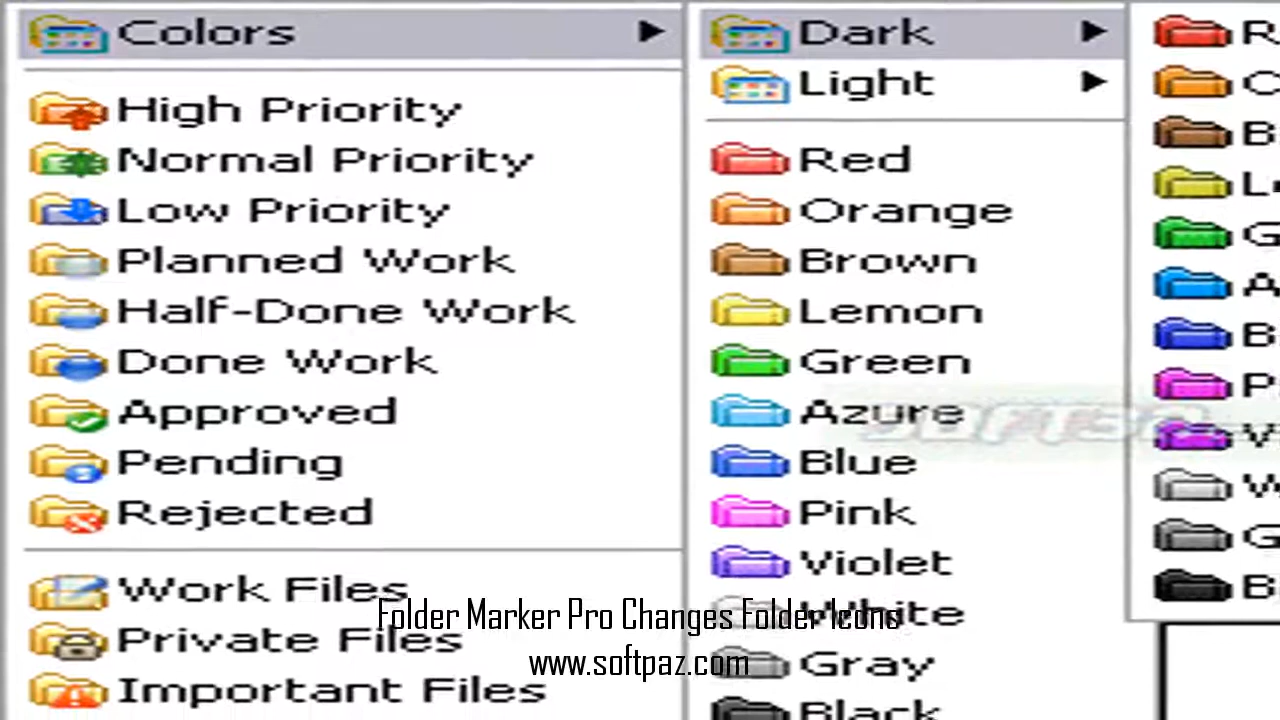 Colors
High Priority
Normal Priority
Low Priority
Planned Work
Half-Done Work
Done Work
Approved
Pending
Rejected
Work Files
Private Files
Important Files
Dark
Light
Red
Orange
Brown
Lemon
Green
Azure
Blue
Pink
Violet
White
Gray
Black
Folder Marker Pro Changes Folder Icons
www.softpaz.com